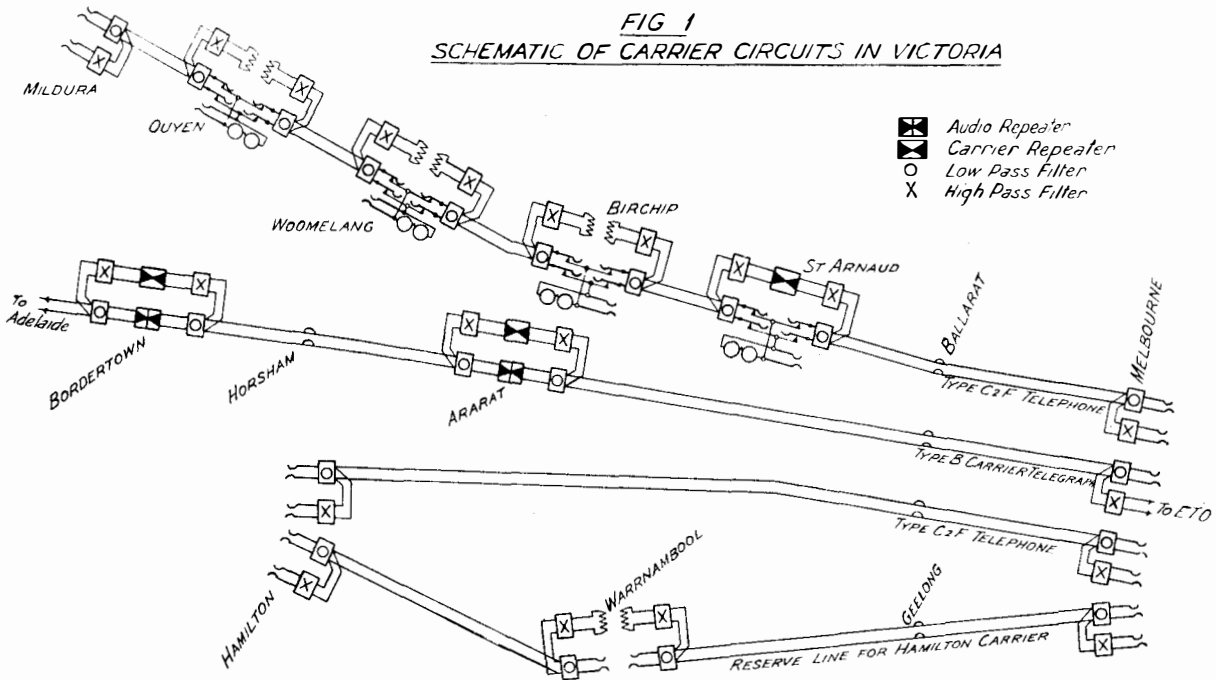 FIG 1
SCHEMATIC OF CARRIER CIRCUITS IN VICTORIA
MILDURA
OUYEN
WOOMELANG
BIRCHIP
ST ARNAUD
BALLARAT
MELBOURNE
Audio Repeater
Carrier Repeater
O Low Pass Filter
X High Pass Filter
TYPE C2F TELEPHONE
To
Adelaide
BORDERTOWN
HORSHAM
ARARAT
TYPE B CARRIER TELEGRAPH
To ETO
TYPE C2F TELEPHONE
HAMILTON
WARRNAMBOOL
GEELONG
RESERVE LINE FOR HAMILTON CARRIER